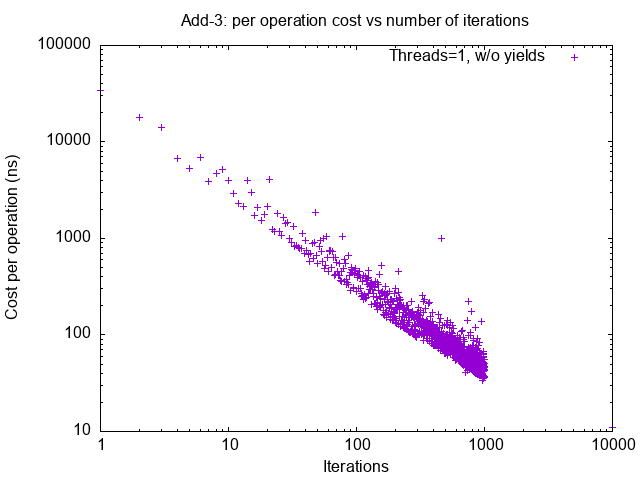 Add-3: per operation cost vs number of iterations
Threads=1, w/o yields
100000
10000
1000
100
10
Cost per operation (ns)
1 10 100 1000 10000
Iterations